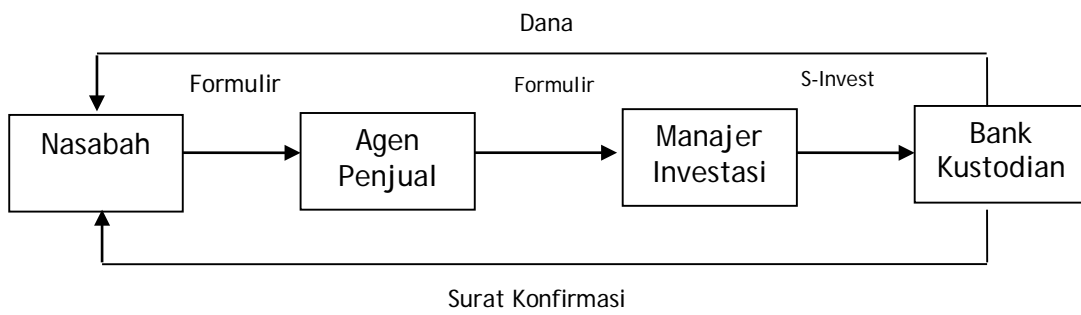 Dana
Formulir
Formulir
S-Invest
Nasabah
Agen
Penjual
Manajer
Investasi
Bank
Kustodian
Surat Konfirmasi